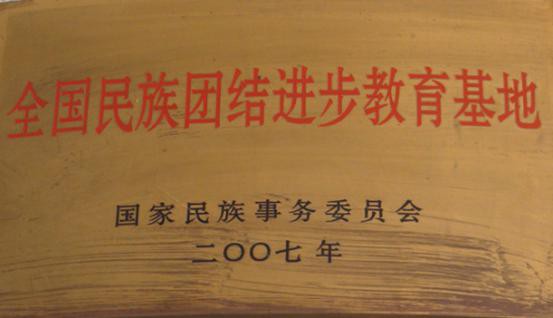 全国民族团结进步教育基地
国家民族事务委员会
二〇〇七年